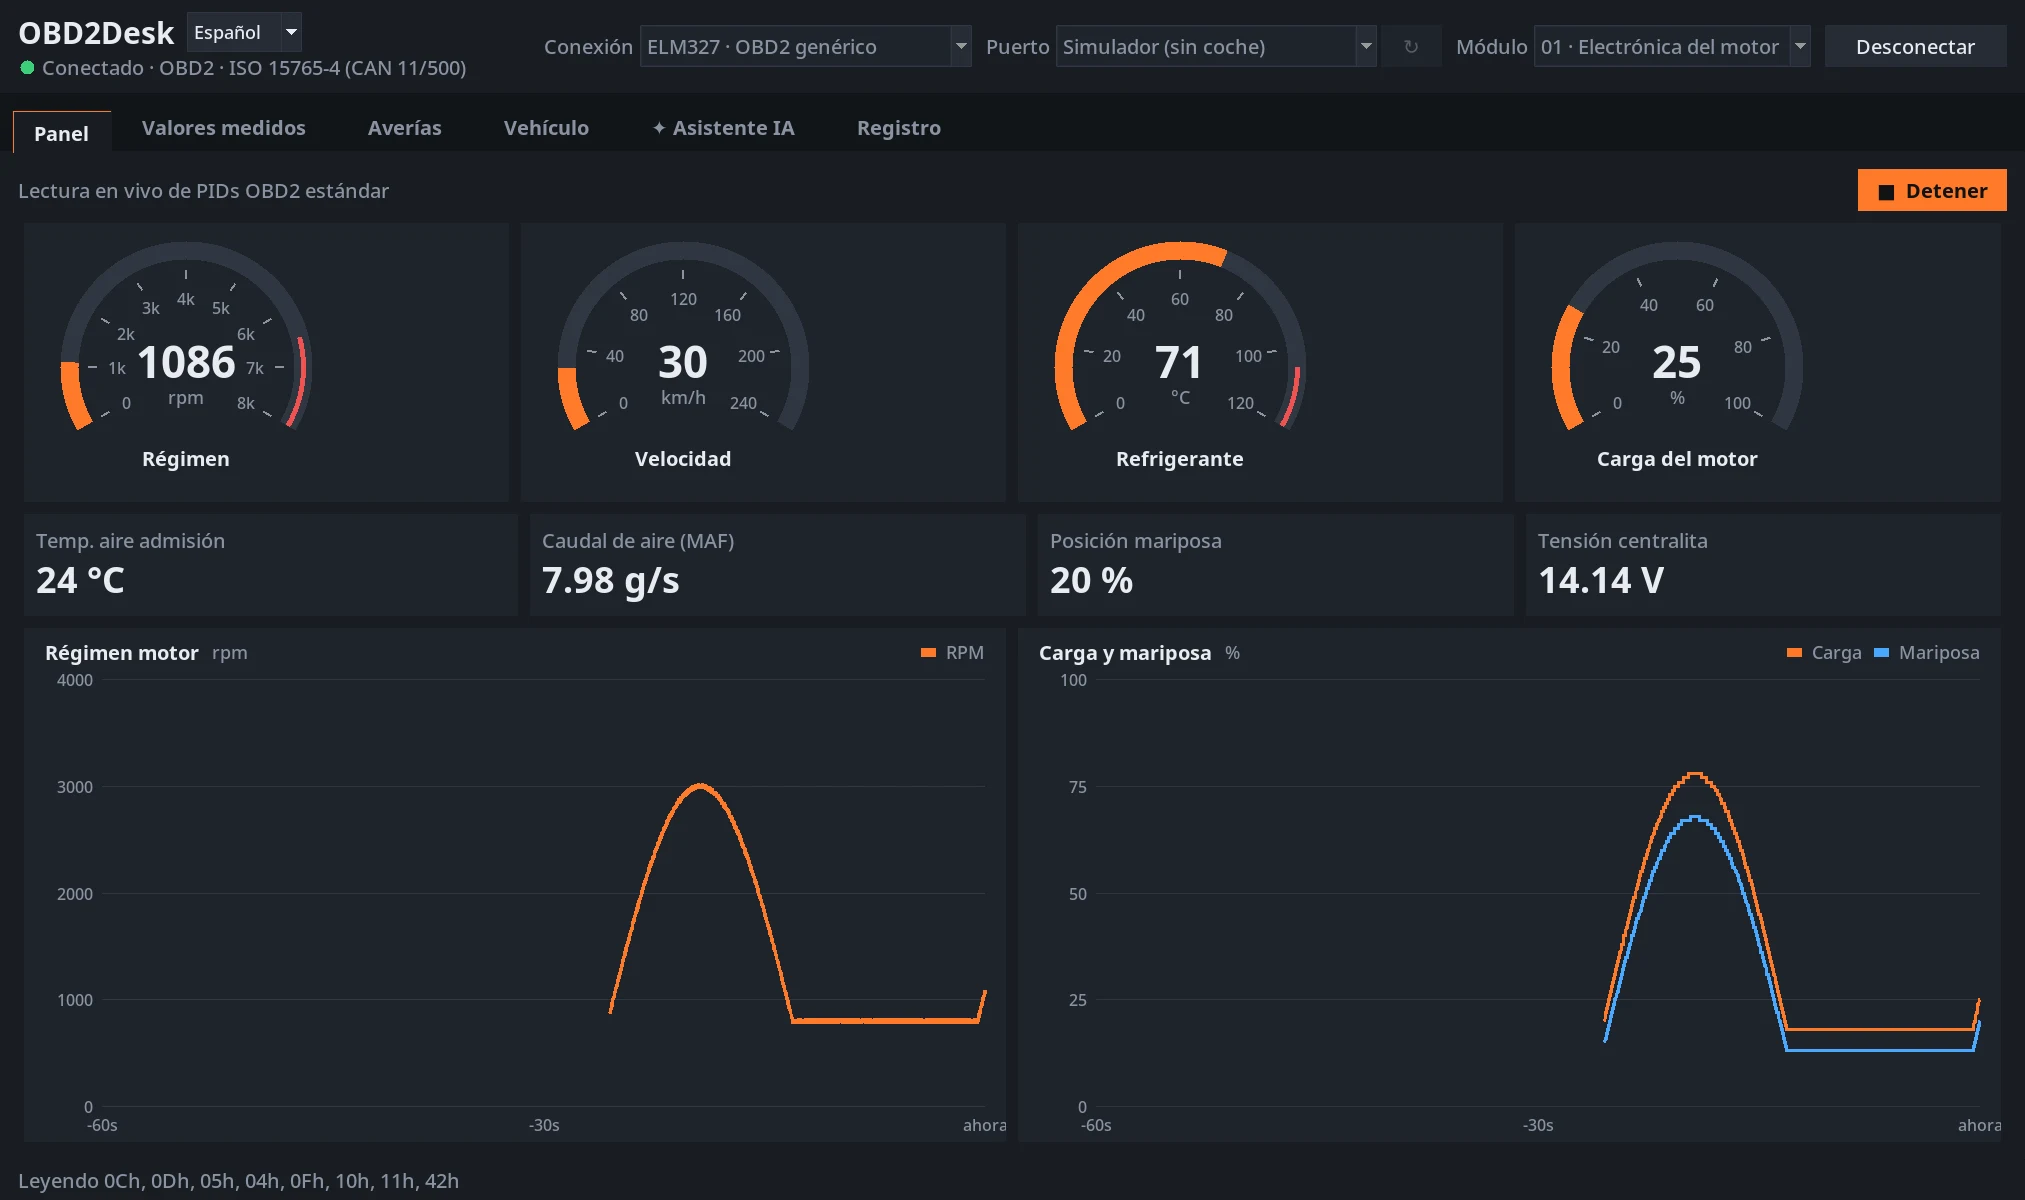 OBD2Desk Español
Conectado · OBD2 · ISO 15765-4 (CAN 11/500)
Conexión ELM327 · OBD2 genérico Puerto Simulador (sin coche) ↻ Módulo 01 · Electrónica del motor Desconectar
Panel Valores medidos Averías Vehículo ✦ Asistente IA Registro
Lectura en vivo de PIDs OBD2 estándar
■ Detener
0 1k 2k 3k 4k 5k 6k 7k 8k
1086
rpm
Régimen
0 40 80 120 160 200 240
30
km/h
Velocidad
0 20 40 60 80 100 120
71
°C
Refrigerante
0 20 40 60 80 100
25
%
Carga del motor
Temp. aire admisión
24 °C
Caudal de aire (MAF)
7.98 g/s
Posición mariposa
20 %
Tensión centralita
14.14 V
Régimen motor rpm
RPM
4000
3000
2000
1000
0
-60s -30s ahora
Carga y mariposa %
Carga Mariposa
100
75
50
25
0
-60s -30s ahora
Leyendo 0Ch, 0Dh, 05h, 04h, 0Fh, 10h, 11h, 42h